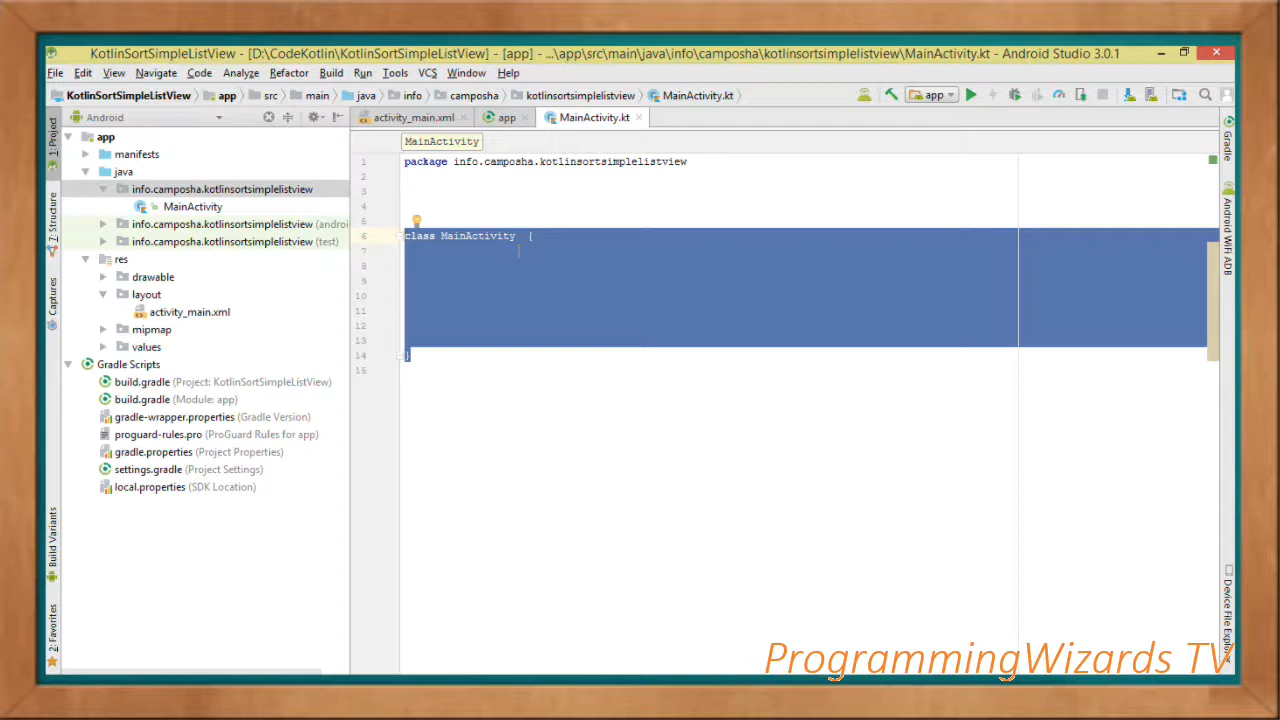 KotlinSortSimpleListView - [D:\CodeKotlin\KotlinSortSimpleListView] - [app] - ...\app\src\main\java\info\camposha\kotlinsortsimplelistview\MainActivity.kt - Android Studio 3.0.1
File Edit View Navigate Code Analyze Refactor Build Run Tools VCS Window Help
KotlinSortSimpleListView app src main java info camposha kotlinsortsimplelistview MainActivity.kt app
Android activity_main.xml app MainActivity.kt
1: Project
7: Structure
Captures
Build Variants
2: Favorites
app
manifests
java
info.camposha.kotlinsortsimplelistview
MainActivity
info.camposha.kotlinsortsimplelistview (androi
info.camposha.kotlinsortsimplelistview (test)
res
drawable
layout
activity_main.xml
mipmap
values
Gradle Scripts
build.gradle (Project: KotlinSortSimpleListView)
build.gradle (Module: app)
gradle-wrapper.properties (Gradle Version)
proguard-rules.pro (ProGuard Rules for app)
gradle.properties (Project Properties)
settings.gradle (Project Settings)
local.properties (SDK Location)
MainActivity
1 package info.camposha.kotlinsortsimplelistview
2
3
4
5
6 class MainActivity {
7
8
9
10
11
12
13
14 }
15
Gradle
Android WiFi ADB
Device File Explorer
ProgrammingWizards TV